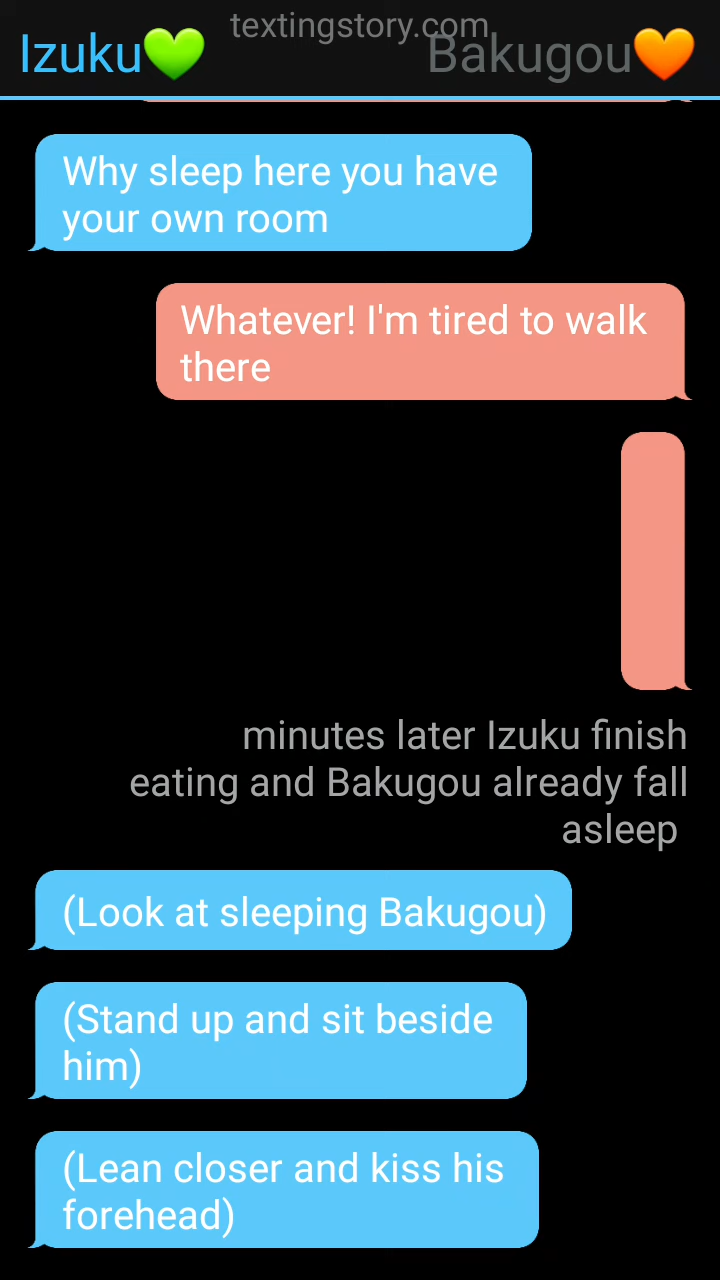 textingstory.com
Izuku💚
Bakugou🧡
Why sleep here you have
your own room
Whatever! I'm tired to walk
there
minutes later Izuku finish
eating and Bakugou already fall
asleep
(Look at sleeping Bakugou)
(Stand up and sit beside
him)
(Lean closer and kiss his
forehead)